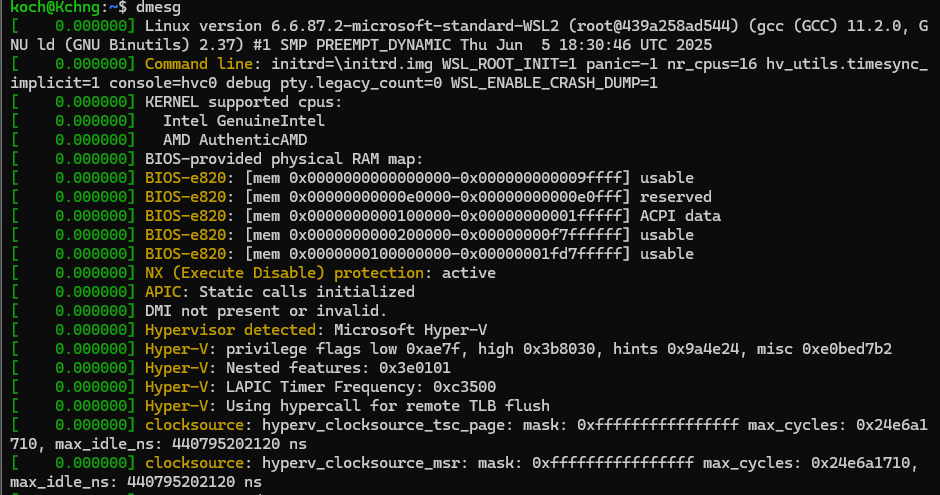 koch@Kchng:~$ dmesg
[    0.000000] Linux version 6.6.87.2-microsoft-standard-WSL2 (root@439a258ad544) (gcc (GCC) 11.2.0, G
NU ld (GNU Binutils) 2.37) #1 SMP PREEMPT_DYNAMIC Thu Jun  5 18:30:46 UTC 2025
[    0.000000] Command line: initrd=\initrd.img WSL_ROOT_INIT=1 panic=-1 nr_cpus=16 hv_utils.timesync_
implicit=1 console=hvc0 debug pty.legacy_count=0 WSL_ENABLE_CRASH_DUMP=1
[    0.000000] KERNEL supported cpus:
[    0.000000]   Intel GenuineIntel
[    0.000000]   AMD AuthenticAMD
[    0.000000] BIOS-provided physical RAM map:
[    0.000000] BIOS-e820: [mem 0x0000000000000000-0x000000000009ffff] usable
[    0.000000] BIOS-e820: [mem 0x00000000000e0000-0x00000000000e0fff] reserved
[    0.000000] BIOS-e820: [mem 0x0000000000100000-0x00000000001fffff] ACPI data
[    0.000000] BIOS-e820: [mem 0x0000000000200000-0x00000000f7ffffff] usable
[    0.000000] BIOS-e820: [mem 0x0000000100000000-0x00000001fd7fffff] usable
[    0.000000] NX (Execute Disable) protection: active
[    0.000000] APIC: Static calls initialized
[    0.000000] DMI not present or invalid.
[    0.000000] Hypervisor detected: Microsoft Hyper-V
[    0.000000] Hyper-V: privilege flags low 0xae7f, high 0x3b8030, hints 0x9a4e24, misc 0xe0bed7b2
[    0.000000] Hyper-V: Nested features: 0x3e0101
[    0.000000] Hyper-V: LAPIC Timer Frequency: 0xc3500
[    0.000000] Hyper-V: Using hypercall for remote TLB flush
[    0.000000] clocksource: hyperv_clocksource_tsc_page: mask: 0xffffffffffffffff max_cycles: 0x24e6a1
710, max_idle_ns: 440795202120 ns
[    0.000000] clocksource: hyperv_clocksource_msr: mask: 0xffffffffffffffff max_cycles: 0x24e6a1710,
max_idle_ns: 440795202120 ns